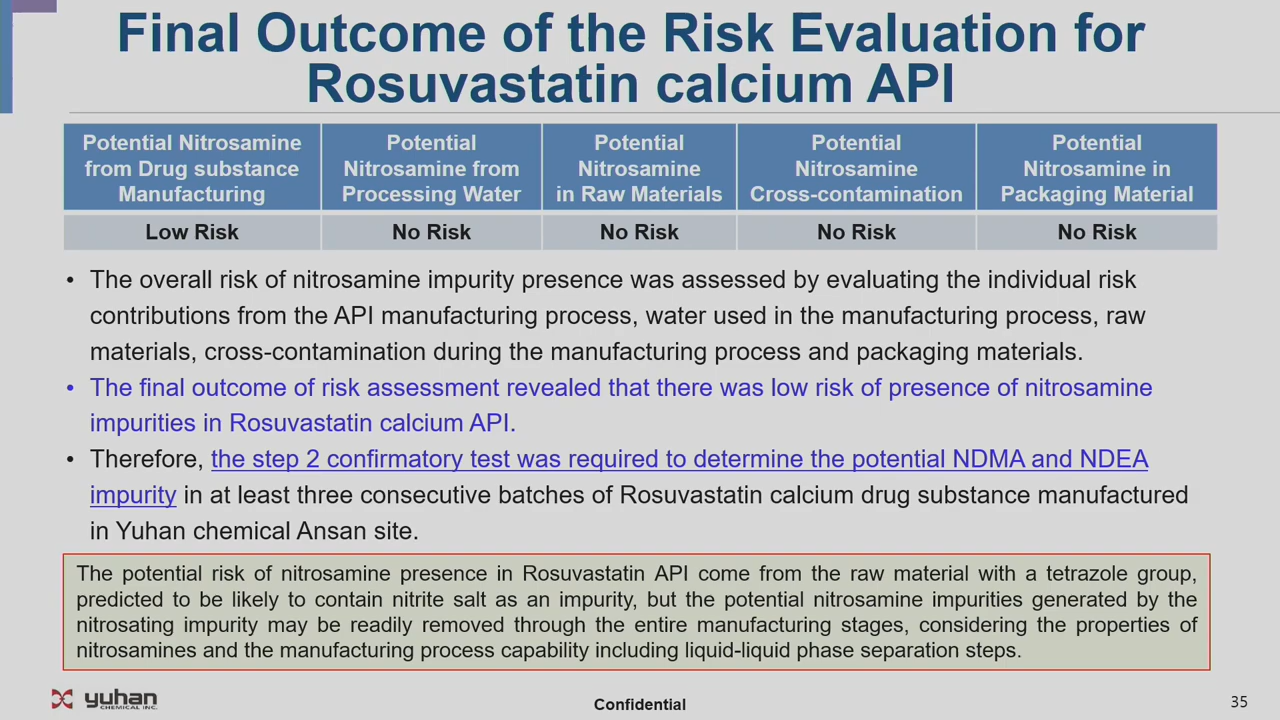 Final Outcome of the Risk Evaluation for
Rosuvastatin calcium API
Potential Nitrosamine
from Drug substance
Manufacturing
Potential
Nitrosamine from
Processing Water
Potential
Nitrosamine
in Raw Materials
Potential
Nitrosamine
Cross-contamination
Potential
Nitrosamine in
Packaging Material
Low Risk
No Risk
No Risk
No Risk
No Risk
• The overall risk of nitrosamine impurity presence was assessed by evaluating the individual risk
contributions from the API manufacturing process, water used in the manufacturing process, raw
materials, cross-contamination during the manufacturing process and packaging materials.
• The final outcome of risk assessment revealed that there was low risk of presence of nitrosamine
impurities in Rosuvastatin calcium API.
• Therefore, the step 2 confirmatory test was required to determine the potential NDMA and NDEA
impurity in at least three consecutive batches of Rosuvastatin calcium drug substance manufactured
in Yuhan chemical Ansan site.
The potential risk of nitrosamine presence in Rosuvastatin API come from the raw material with a tetrazole group,
predicted to be likely to contain nitrite salt as an impurity, but the potential nitrosamine impurities generated by the
nitrosating impurity may be readily removed through the entire manufacturing stages, considering the properties of
nitrosamines and the manufacturing process capability including liquid-liquid phase separation steps.
yuhan
CHEMICAL INC.
Confidential
35